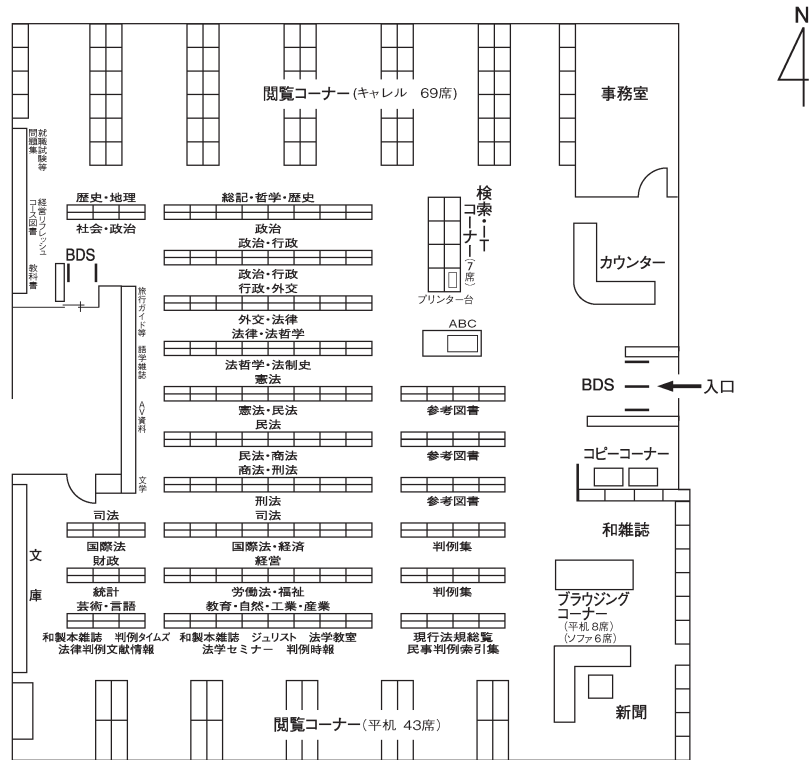 N
閲覧コーナー(キャレル 69席)
事務室
就職試験等
問題集
経営リフレッシュ
コース図書
教科書
歴史・地理
社会・政治
BDS
総記・哲学・歴史
政治
政治・行政
政治・行政
行政・外交
外交・法律
法律・法哲学
法哲学・法制史
憲法
憲法・民法
民法
民法・商法
商法・刑法
刑法
検索・IT
コーナー(7席)
プリンター台
ABC
カウンター
BDS
入口
コピーコーナー
参考図書
参考図書
参考図書
旅行ガイド等
語学雑誌
AV資料
文学
文庫
司法
国際法
財政
統計
芸術・言語
和製本雑誌 判例タイムズ
法律判例文献情報
司法
国際法・経済
経営
労働法・福祉
教育・自然・工業・産業
和製本雑誌 ジュリスト 法学教室
法学セミナー 判例時報
判例集
判例集
現行法規総覧
民事判例索引集
和雑誌
ブラウジング
コーナー
(平机 8席)
(ソファ 6席)
新聞
閲覧コーナー(平机 43席)